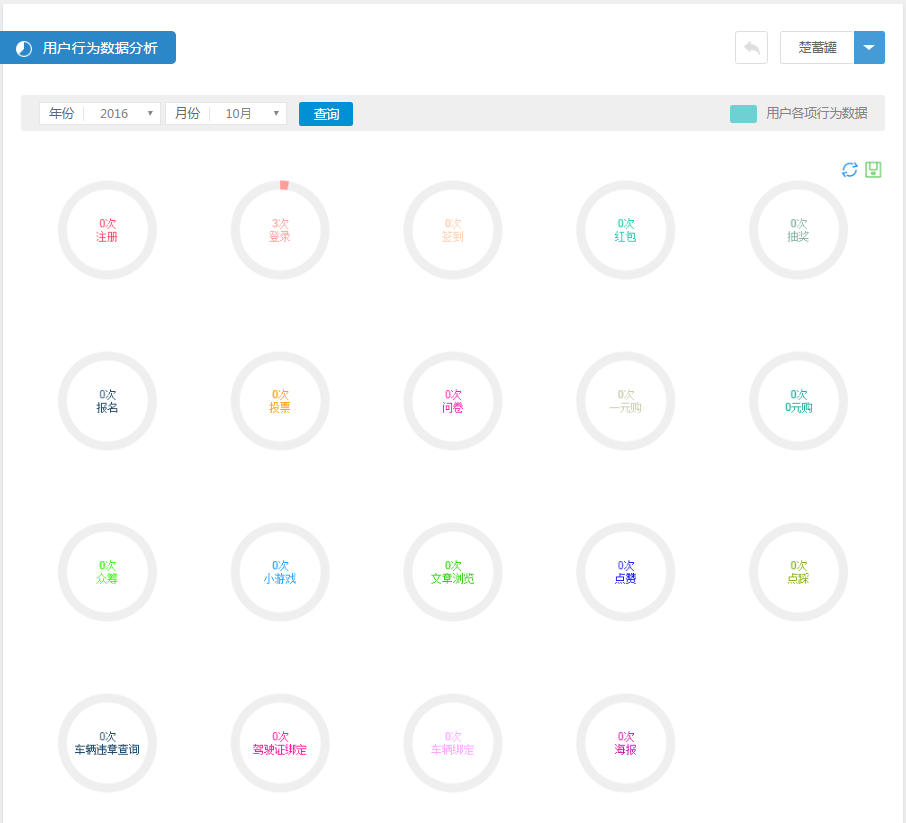 用户行为数据分析
楚蓄罐
年份 2016 月份 10月 查询 用户各项行为数据
0次 3次 0次 0次 0次
注册 登录 签到 红包 抽奖
0次 0次 0次 0次 0次
报名 投票 问卷 一元购 0元购
0次 0次 0次 0次 0次
众筹 小游戏 文章浏览 点赞 点踩
0次 0次 0次 0次
车辆违章查询 驾驶证绑定 车辆绑定 海报